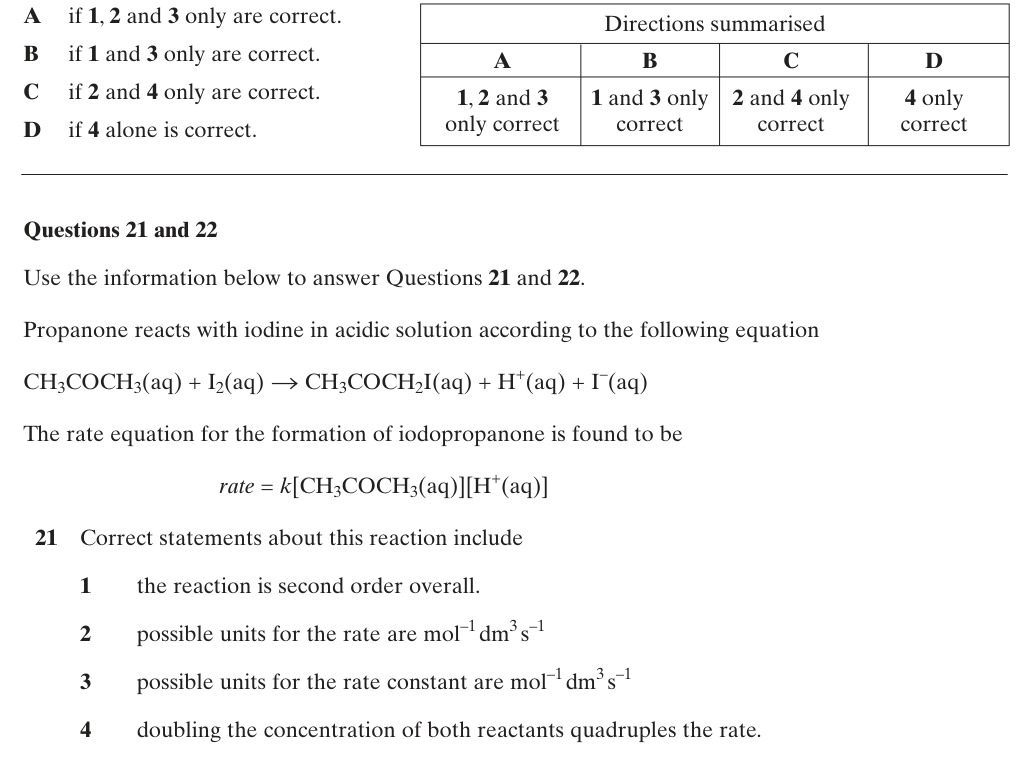 A if 1, 2 and 3 only are correct.
B if 1 and 3 only are correct.
C if 2 and 4 only are correct.
D if 4 alone is correct.
Directions summarised
A B C D
1, 2 and 3 only correct 1 and 3 only correct 2 and 4 only correct 4 only correct
Questions 21 and 22
Use the information below to answer Questions 21 and 22.
Propanone reacts with iodine in acidic solution according to the following equation
CH₃COCH₃(aq) + I₂(aq) ⟶ CH₃COCH₂I(aq) + H⁺(aq) + I⁻(aq)
The rate equation for the formation of iodopropanone is found to be
rate = k[CH₃COCH₃(aq)][H⁺(aq)]
21 Correct statements about this reaction include
1 the reaction is second order overall.
2 possible units for the rate are mol⁻¹ dm³ s⁻¹
3 possible units for the rate constant are mol⁻¹ dm³ s⁻¹
4 doubling the concentration of both reactants quadruples the rate.